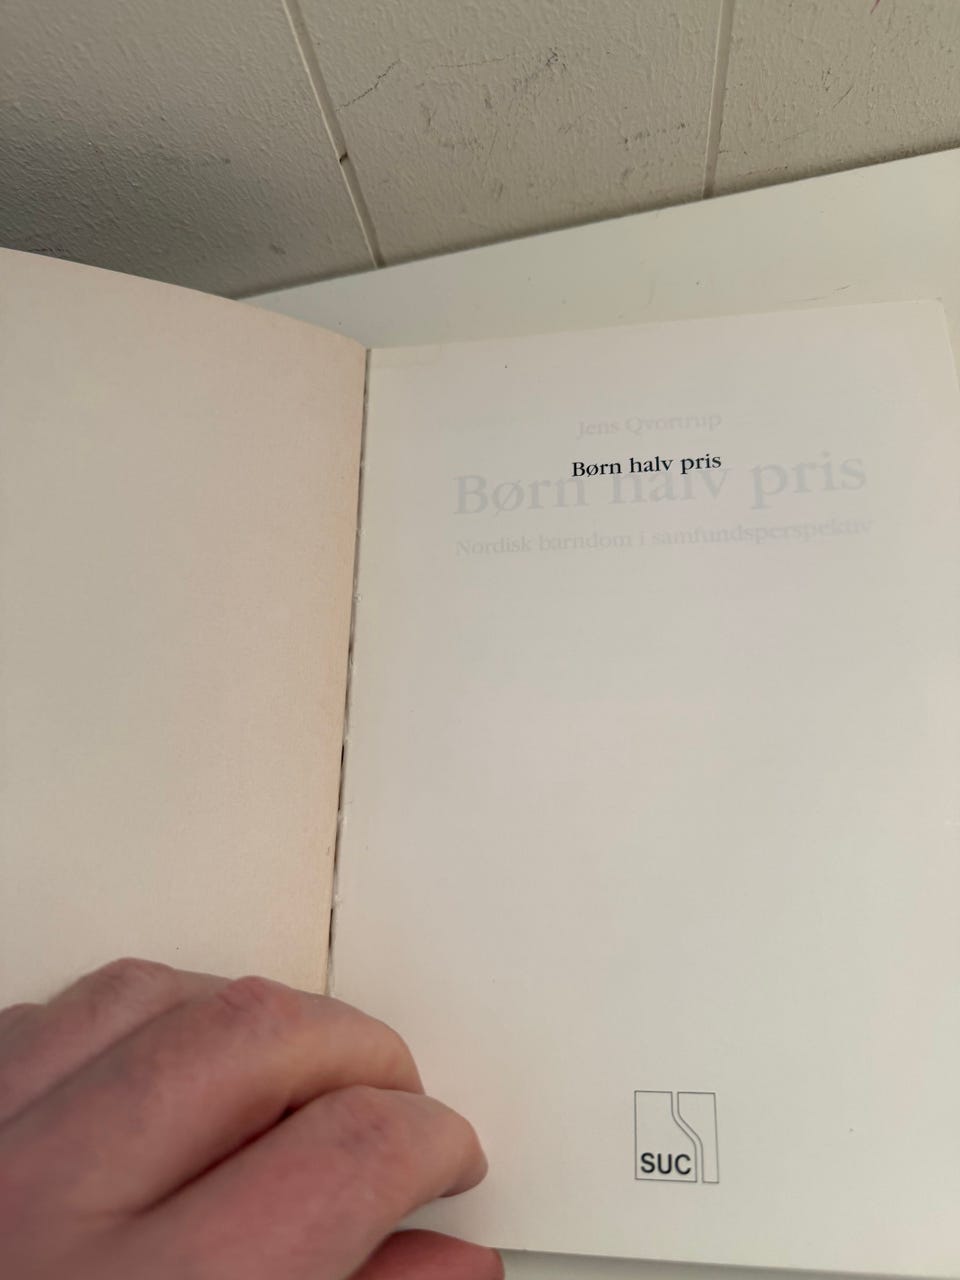 Jens Qvortrup
Børn halv pris
Børn halv pris
Nordisk barndom i samfundsperspektiv
SUC